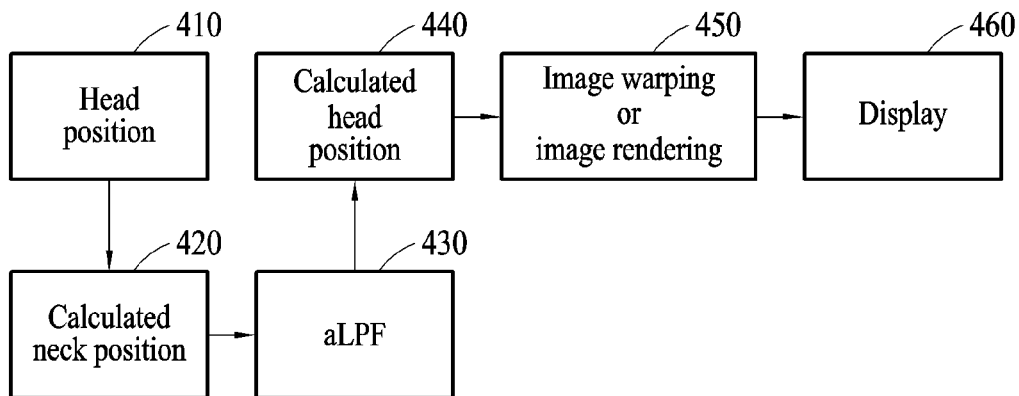 410
Head
position
440
Calculated
head
position
450
Image warping
or
image rendering
460
Display
420
Calculated
neck position
430
aLPF